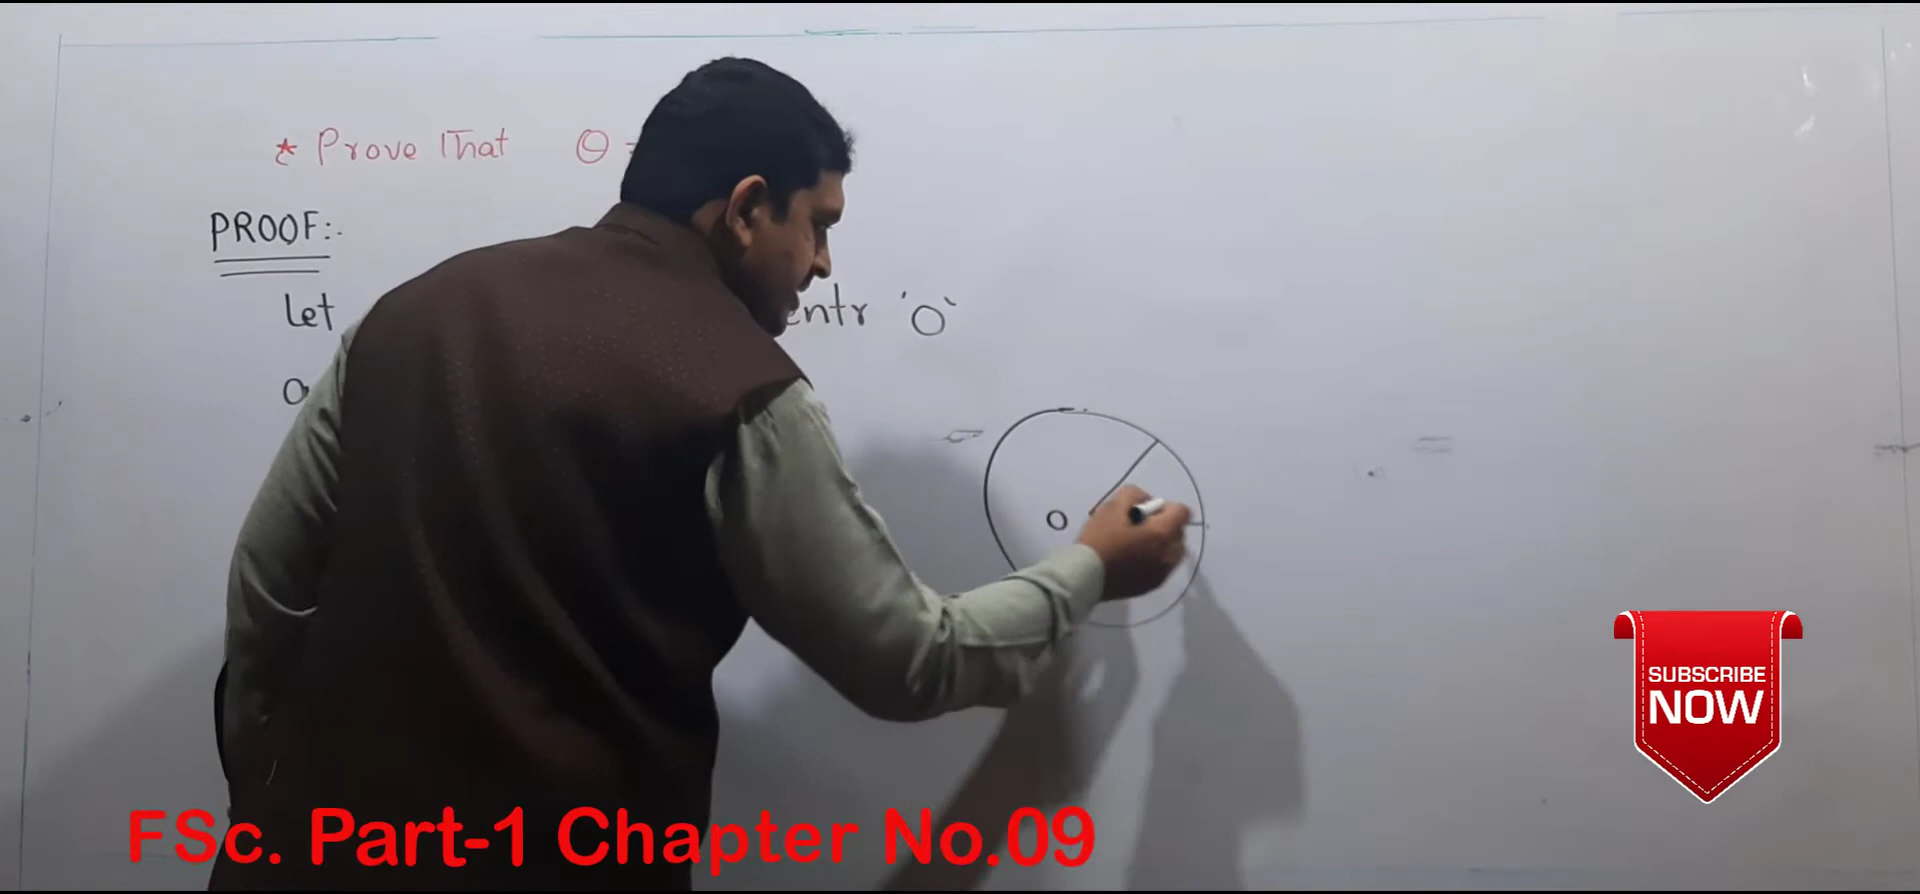 * Prove That θ
PROOF:-
Let entr 'O'
O
SUBSCRIBE
NOW
FSc. Part-1 Chapter No.09